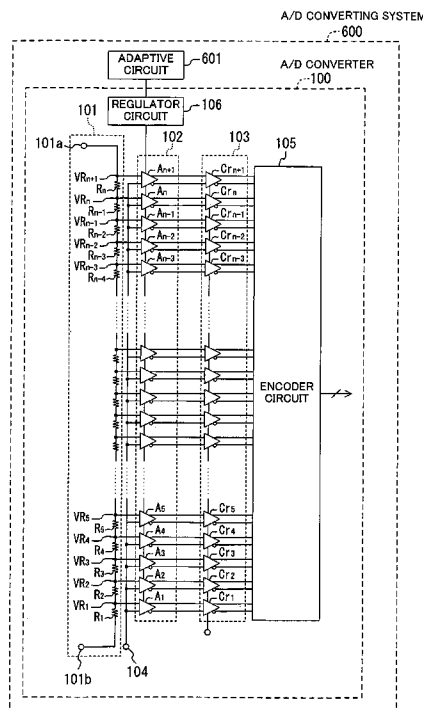 A/D CONVERTING SYSTEM
600
ADAPTIVE CIRCUIT
601
A/D CONVERTER
100
REGULATOR CIRCUIT
106
101
102
103
105
101a
VRn+1
Rn
An+1
Crn+1
VRn
Rn-1
An
Crn
VRn-1
Rn-2
An-1
Crn-1
VRn-2
Rn-3
An-2
Crn-2
VRn-3
Rn-4
An-3
Crn-3
ENCODER CIRCUIT
VR5
R5
A5
Cr5
VR4
R4
A4
Cr4
VR3
R3
A3
Cr3
VR2
R2
A2
Cr2
VR1
R1
A1
Cr1
101b
104